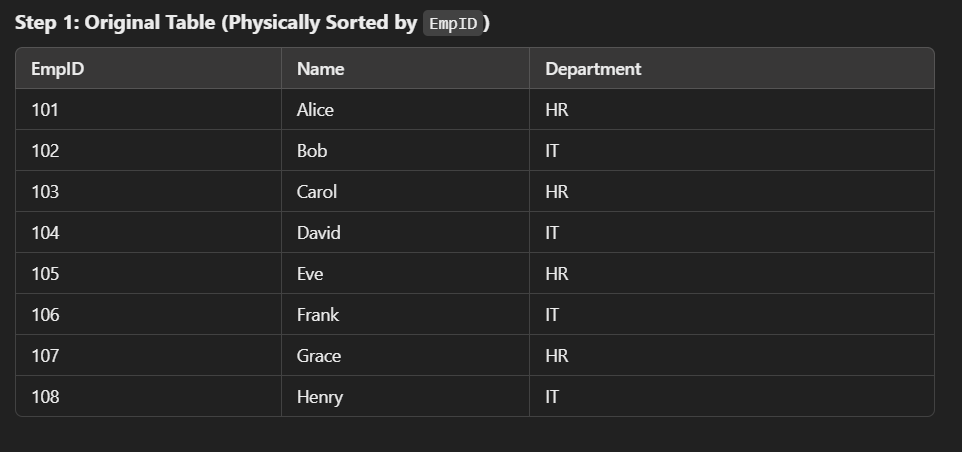 Step 1: Original Table (Physically Sorted by EmpID)
EmpID Name Department
101 Alice HR
102 Bob IT
103 Carol HR
104 David IT
105 Eve HR
106 Frank IT
107 Grace HR
108 Henry IT